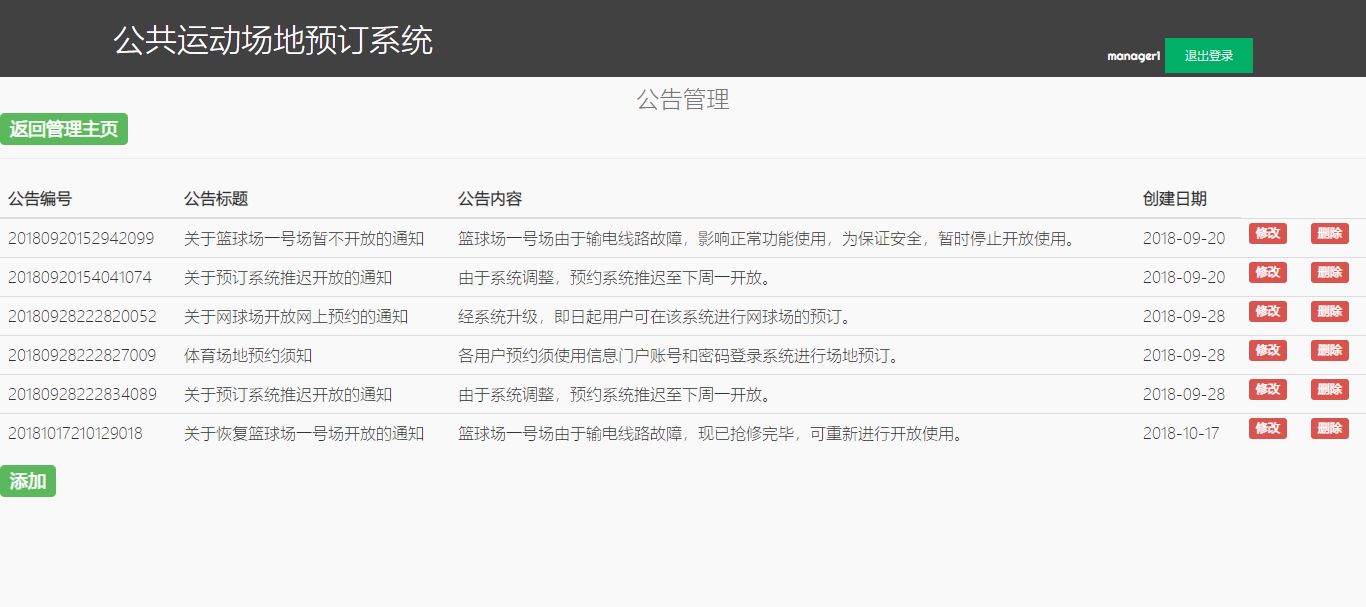 公共运动场地预订系统
manager1 退出登录
公告管理
返回管理主页
公告编号 公告标题 公告内容 创建日期
20180920152942099 关于篮球场一号场暂不开放的通知 篮球场一号场由于输电线路故障，影响正常功能使用，为保证安全，暂时停止开放使用。 2018-09-20 修改 删除
20180920154041074 关于预订系统推迟开放的通知 由于系统调整，预约系统推迟至下周一开放。 2018-09-20 修改 删除
20180928222820052 关于网球场开放网上预约的通知 经系统升级，即日起用户可在该系统进行网球场的预订。 2018-09-28 修改 删除
20180928222827009 体育场地预约须知 各用户预约须使用信息门户账号和密码登录系统进行场地预订。 2018-09-28 修改 删除
20180928222834089 关于预订系统推迟开放的通知 由于系统调整，预约系统推迟至下周一开放。 2018-09-28 修改 删除
20181017210129018 关于恢复篮球场一号场开放的通知 篮球场一号场由于输电线路故障，现已抢修完毕，可重新进行开放使用。 2018-10-17 修改 删除
添加